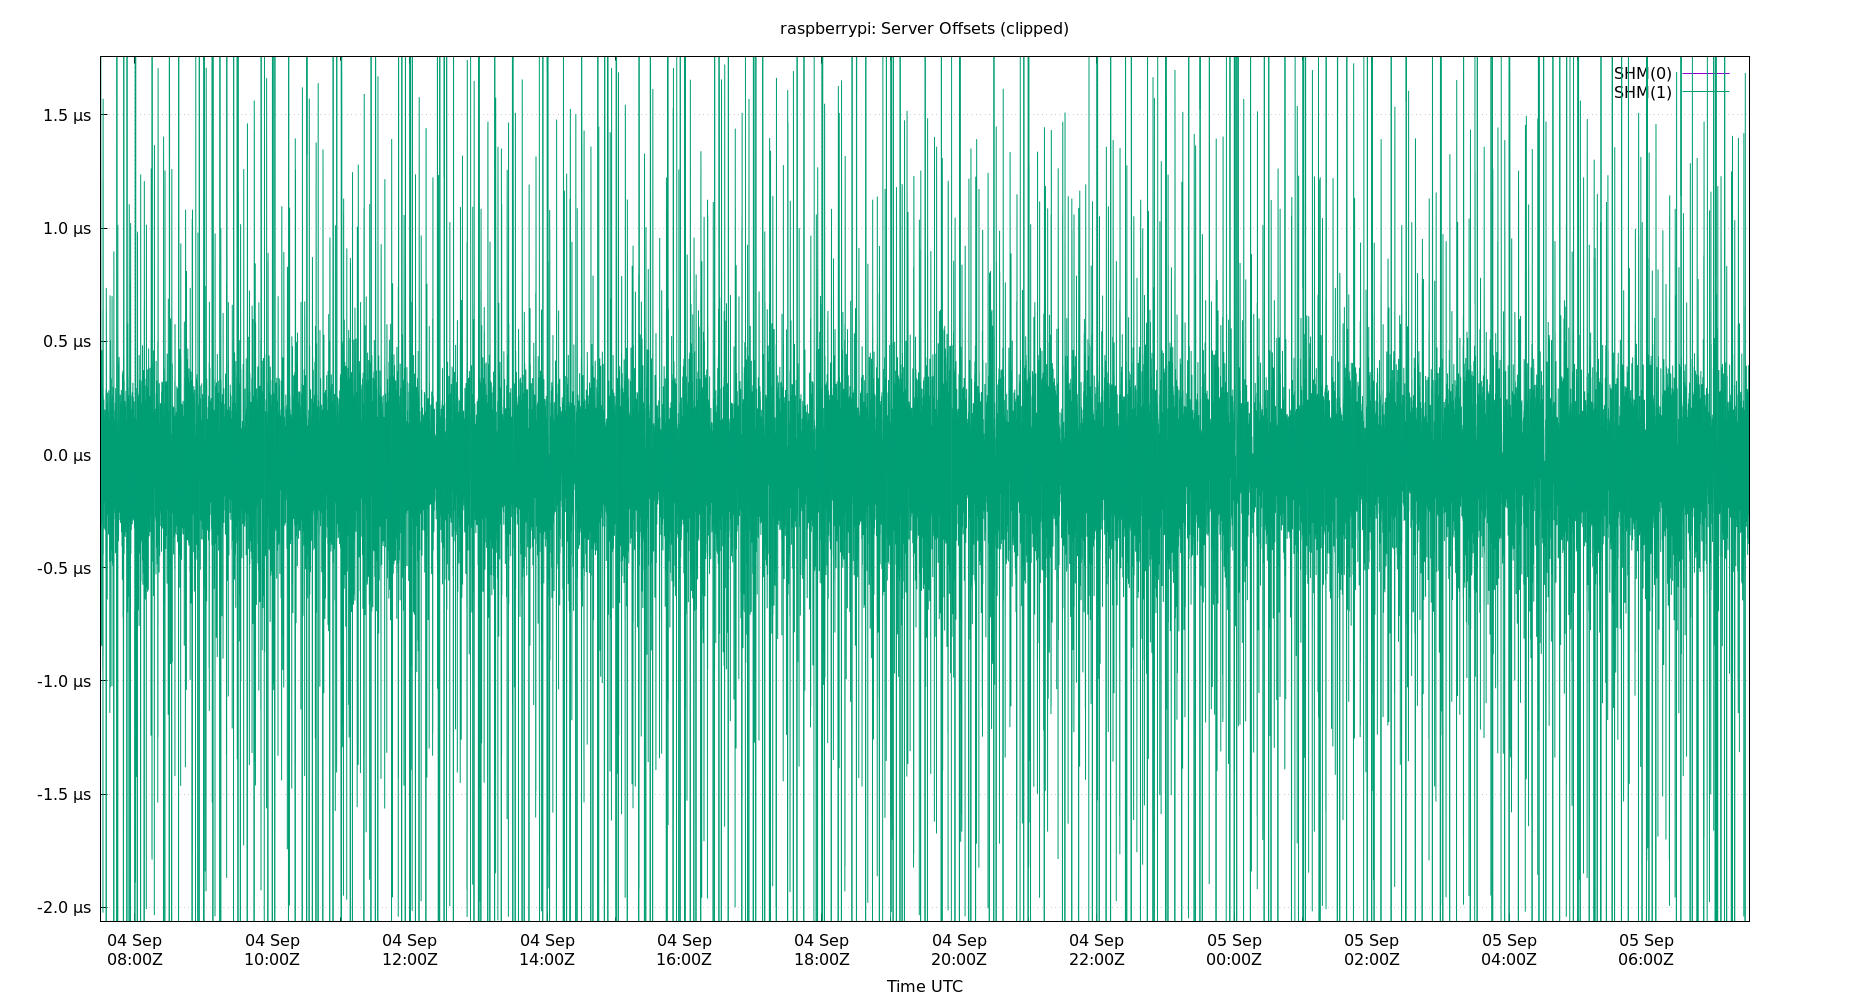 raspberrypi: Server Offsets (clipped)
SHM(0)
SHM(1)
1.5 µs
1.0 µs
0.5 µs
0.0 µs
-0.5 µs
-1.0 µs
-1.5 µs
-2.0 µs
04 Sep 04 Sep 04 Sep 04 Sep 04 Sep 04 Sep 04 Sep 04 Sep 05 Sep 05 Sep 05 Sep 05 Sep
08:00Z 10:00Z 12:00Z 14:00Z 16:00Z 18:00Z 20:00Z 22:00Z 00:00Z 02:00Z 04:00Z 06:00Z
Time UTC